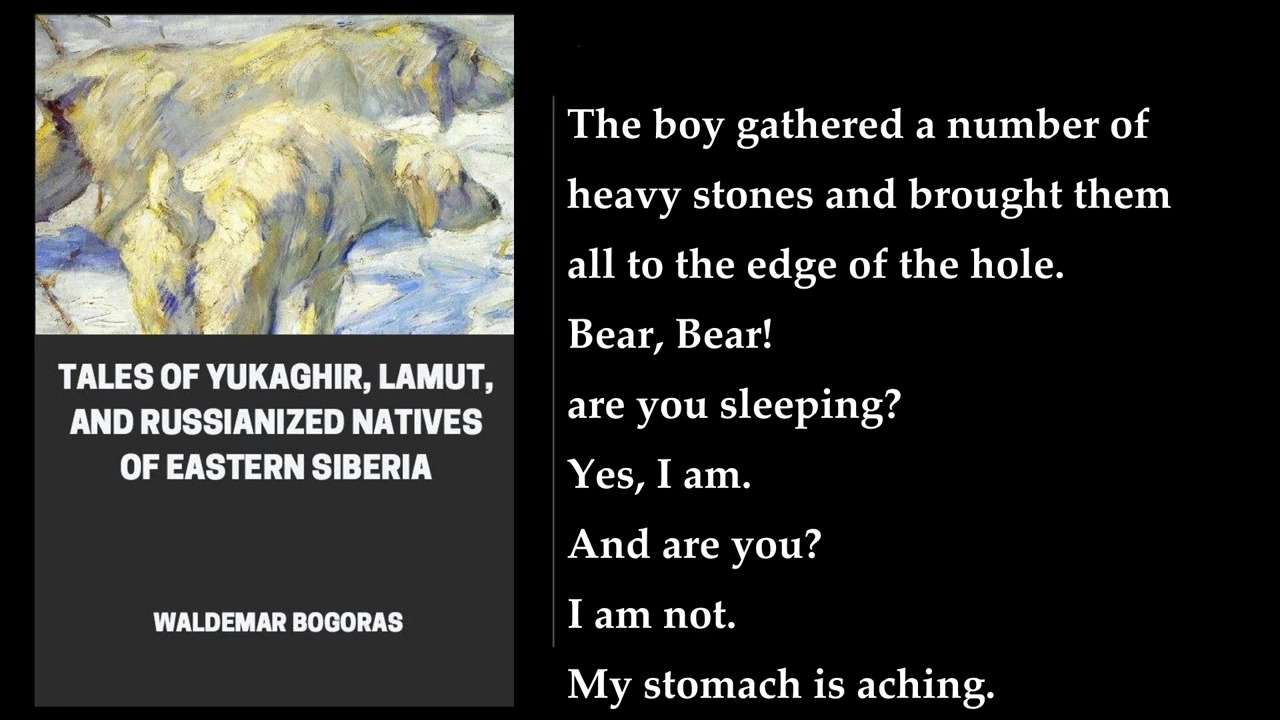 TALES OF YUKAGHIR, LAMUT,
AND RUSSIANIZED NATIVES
OF EASTERN SIBERIA
WALDEMAR BOGORAS
The boy gathered a number of
heavy stones and brought them
all to the edge of the hole.
Bear, Bear!
are you sleeping?
Yes, I am.
And are you?
I am not.
My stomach is aching.